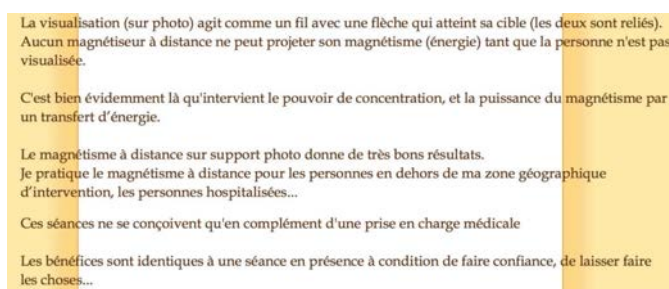 La visualisation (sur photo) agit comme un fil avec une flèche qui atteint sa cible (les deux sont reliés).
Aucun magnétiseur à distance ne peut projeter son magnétisme (énergie) tant que la personne n'est pas
visualisée.
C'est bien évidemment là qu'intervient le pouvoir de concentration, et la puissance du magnétisme par
un transfert d'énergie.
Le magnétisme à distance sur support photo donne de très bons résultats.
Je pratique le magnétisme à distance pour les personnes en dehors de ma zone géographique
d'intervention, les personnes hospitalisées...
Ces séances ne se conçoivent qu'en complément d'une prise en charge médicale
Les bénéfices sont identiques à une séance en présence à condition de faire confiance, de laisser faire
les choses...